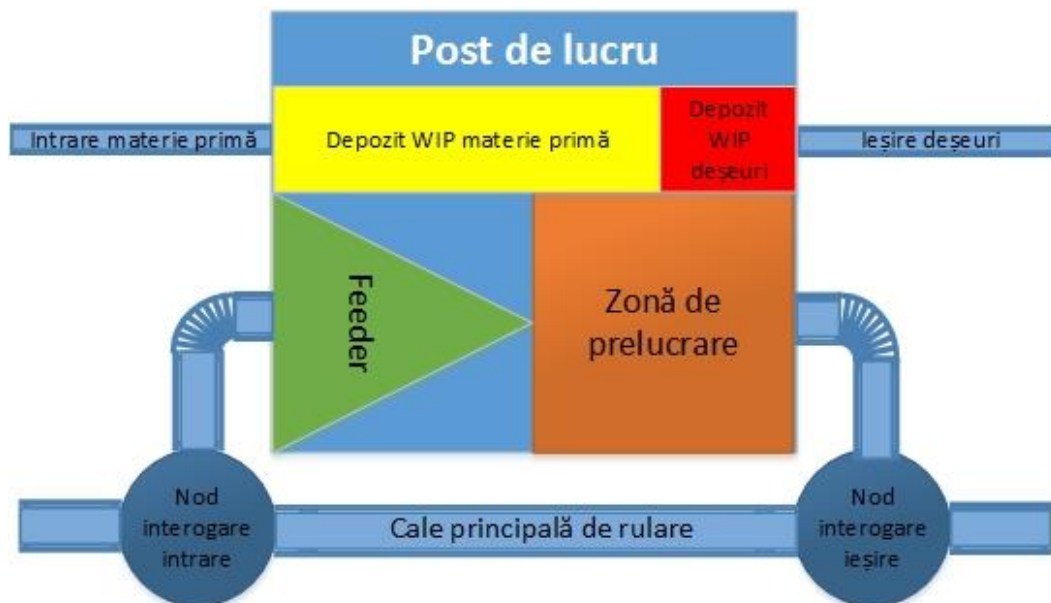 Post de lucru
Intrare materie primă
Depozit WIP materie primă
Depozit
WIP
deșeuri
Ieșire deșeuri
Feeder
Zonă de
prelucrare
Nod
interogare
intrare
Cale principală de rulare
Nod
interogare
ieșire